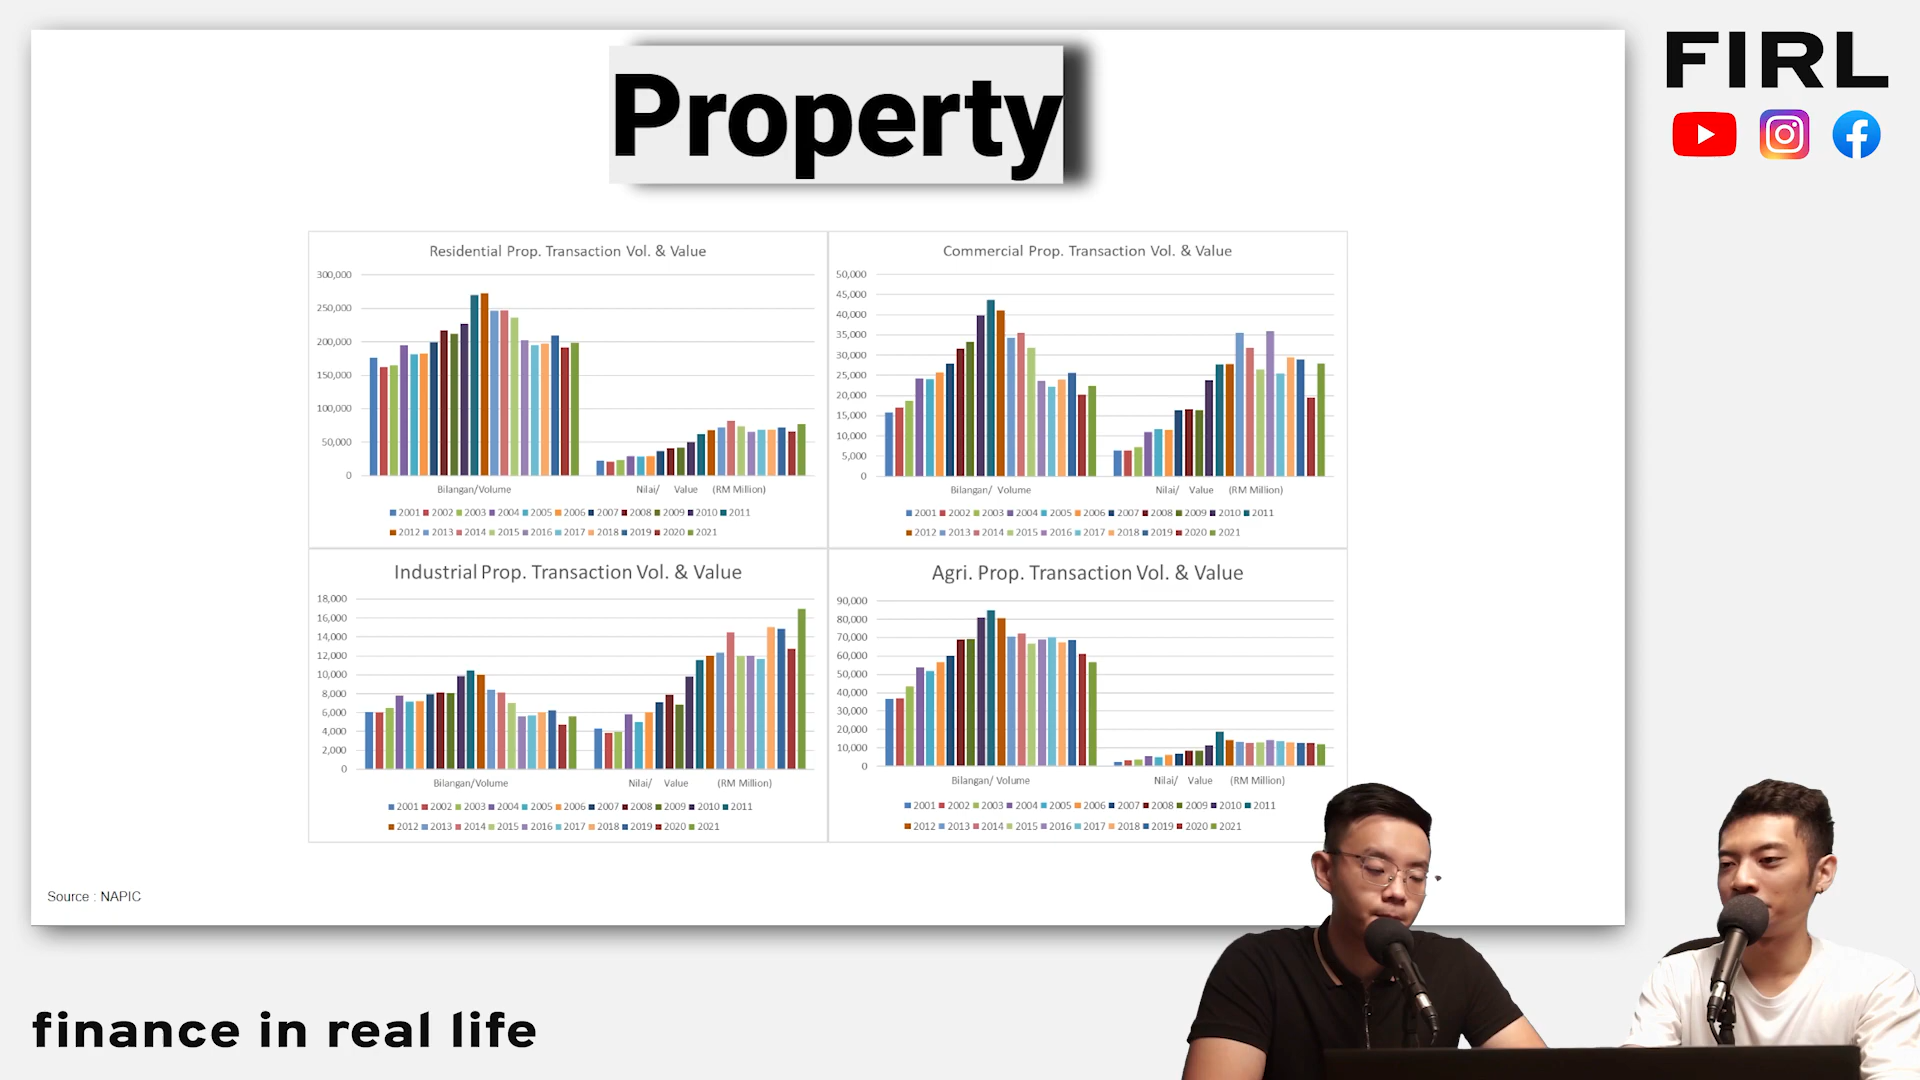 Property
FIRL
Residential Prop. Transaction Vol. & Value
300,000
250,000
200,000
150,000
100,000
50,000
0
Bilangan/Volume
Nilai/ Value (RM Million)
2001 2002 2003 2004 2005 2006 2007 2008 2009 2010 2011
2012 2013 2014 2015 2016 2017 2018 2019 2020 2021
Commercial Prop. Transaction Vol. & Value
50,000
45,000
40,000
35,000
30,000
25,000
20,000
15,000
10,000
5,000
0
Bilangan/ Volume
Nilai/ Value (RM Million)
2001 2002 2003 2004 2005 2006 2007 2008 2009 2010 2011
2012 2013 2014 2015 2016 2017 2018 2019 2020 2021
Industrial Prop. Transaction Vol. & Value
18,000
16,000
14,000
12,000
10,000
8,000
6,000
4,000
2,000
0
Bilangan/Volume
Nilai/ Value (RM Million)
2001 2002 2003 2004 2005 2006 2007 2008 2009 2010 2011
2012 2013 2014 2015 2016 2017 2018 2019 2020 2021
Agri. Prop. Transaction Vol. & Value
90,000
80,000
70,000
60,000
50,000
40,000
30,000
20,000
10,000
0
Bilangan/ Volume
Nilai/ Value (RM Million)
2001 2002 2003 2004 2005 2006 2007 2008 2009 2010 2011
2012 2013 2014 2015 2016 2017 2018 2019 2020 2021
Source : NAPIC
finance in real life